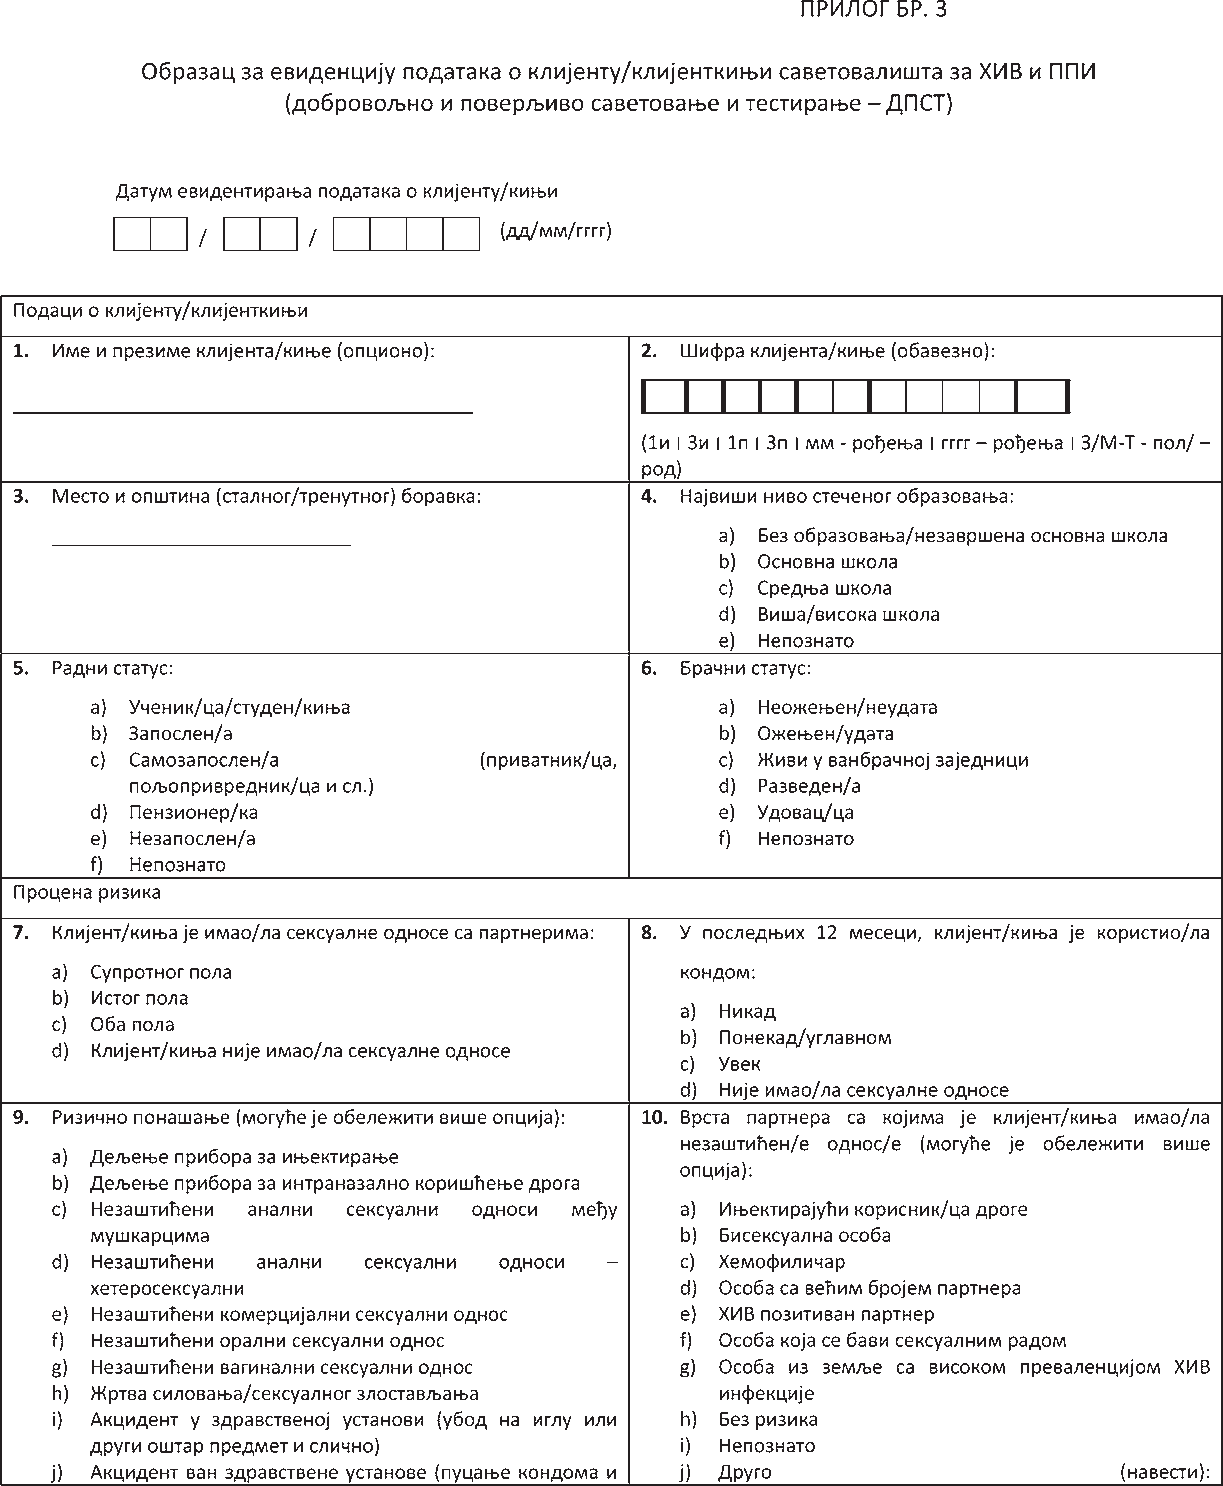 ПРИЛОГ БР. 3
Образац за евиденцију података о клијенту/клијенткињи саветовалишта за ХИВ и ППИ
(добровољно и поверљиво саветовање и тестирање – ДПСТ)
Датум евидентирања података о клијенту/кињи
/ / (дд/мм/гггг)
Подаци о клијенту/клијенткињи
1. Име и презиме клијента/киње (опционо):
2. Шифра клијента/киње (обавезно):
(1и I 3и I 1п I 3п I мм - рођења I гггг – рођења I З/М-Т - пол/ –
род)
3. Место и општина (сталног/тренутног) боравка:
4. Највиши ниво стеченог образовања:
a) Без образовања/незавршена основна школа
b) Основна школа
c) Средња школа
d) Виша/висока школа
e) Непознато
5. Радни статус:
a) Ученик/ца/студен/киња
b) Запослен/а
c) Самозапослен/а (приватник/ца,
пољопривредник/ца и сл.)
d) Пензионер/ка
e) Незапослен/а
f) Непознато
6. Брачни статус:
a) Неожењен/неудата
b) Ожењен/удата
c) Живи у ванбрачној заједници
d) Разведен/а
e) Удовац/ца
f) Непознато
Процена ризика
7. Клијент/киња је имао/ла сексуалне односе са партнерима:
a) Супротног пола
b) Истог пола
c) Оба пола
d) Клијент/киња није имао/ла сексуалне односе
8. У последњих 12 месеци, клијент/киња је користио/ла
кондом:
a) Никад
b) Понекад/углавном
c) Увек
d) Није имао/ла сексуалне односе
9. Ризично понашање (могуће је обележити више опција):
a) Дељење прибора за ињектирање
b) Дељење прибора за интраназално коришћење дрога
c) Незаштићени анални сексуални односи међу
мушкарцима
d) Незаштићени анални сексуални односи –
хетеросексуални
e) Незаштићени комерцијални сексуални однос
f) Незаштићени орални сексуални однос
g) Незаштићени вагинални сексуални однос
h) Жртва силовања/сексуалног злостављања
i) Акцидент у здравственој установи (убод на иглу или
други оштар предмет и слично)
j) Акцидент ван здравствене установе (пуцање кондома и
10. Врста партнера са којима је клијент/киња имао/ла
незаштићен/е однос/е (могуће је обележити више
опција):
a) Ињектирајући корисник/ца дроге
b) Бисексуална особа
c) Хемофиличар
d) Особа са већим бројем партнера
e) ХИВ позитиван партнер
f) Особа која се бави сексуалним радом
g) Особа из земље са високом преваленцијом ХИВ
инфекције
h) Без ризика
i) Непознато
j) Друго (навести):